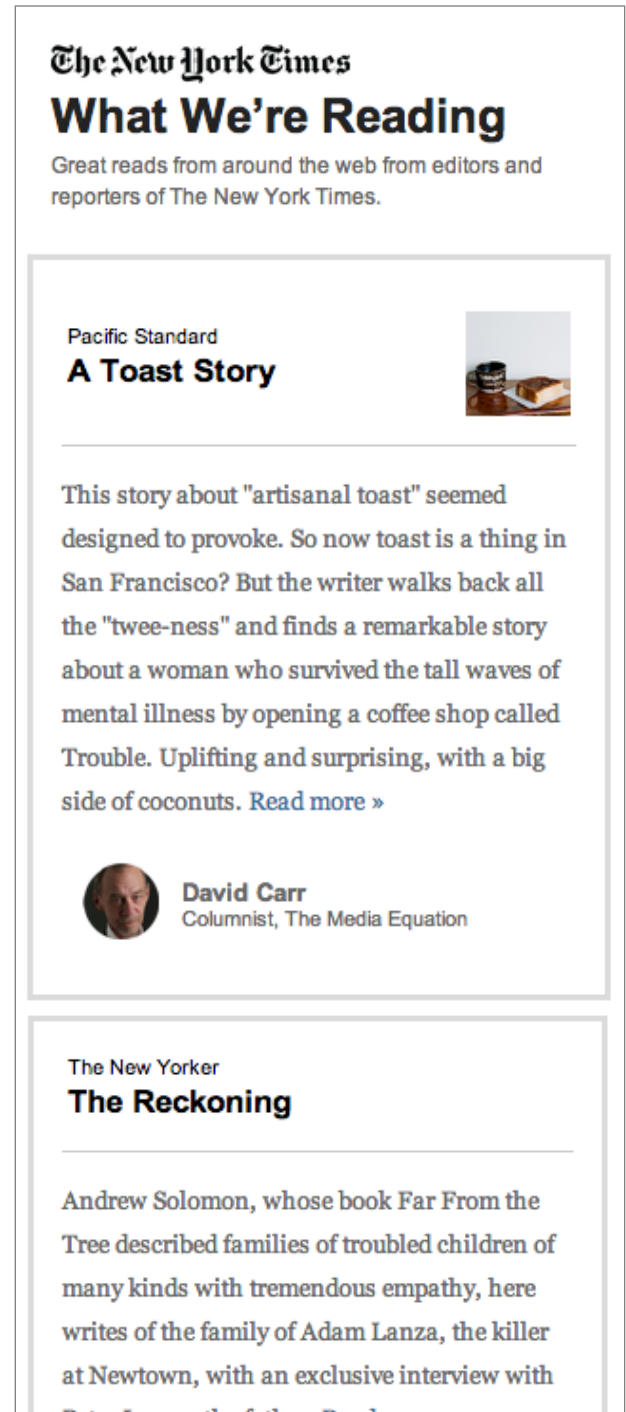 The New York Times
What We’re Reading
Great reads from around the web from editors and
reporters of The New York Times.
Pacific Standard
A Toast Story
This story about "artisanal toast" seemed
designed to provoke. So now toast is a thing in
San Francisco? But the writer walks back all
the "twee-ness" and finds a remarkable story
about a woman who survived the tall waves of
mental illness by opening a coffee shop called
Trouble. Uplifting and surprising, with a big
side of coconuts. Read more »
David Carr
Columnist, The Media Equation
The New Yorker
The Reckoning
Andrew Solomon, whose book Far From the
Tree described families of troubled children of
many kinds with tremendous empathy, here
writes of the family of Adam Lanza, the killer
at Newtown, with an exclusive interview with